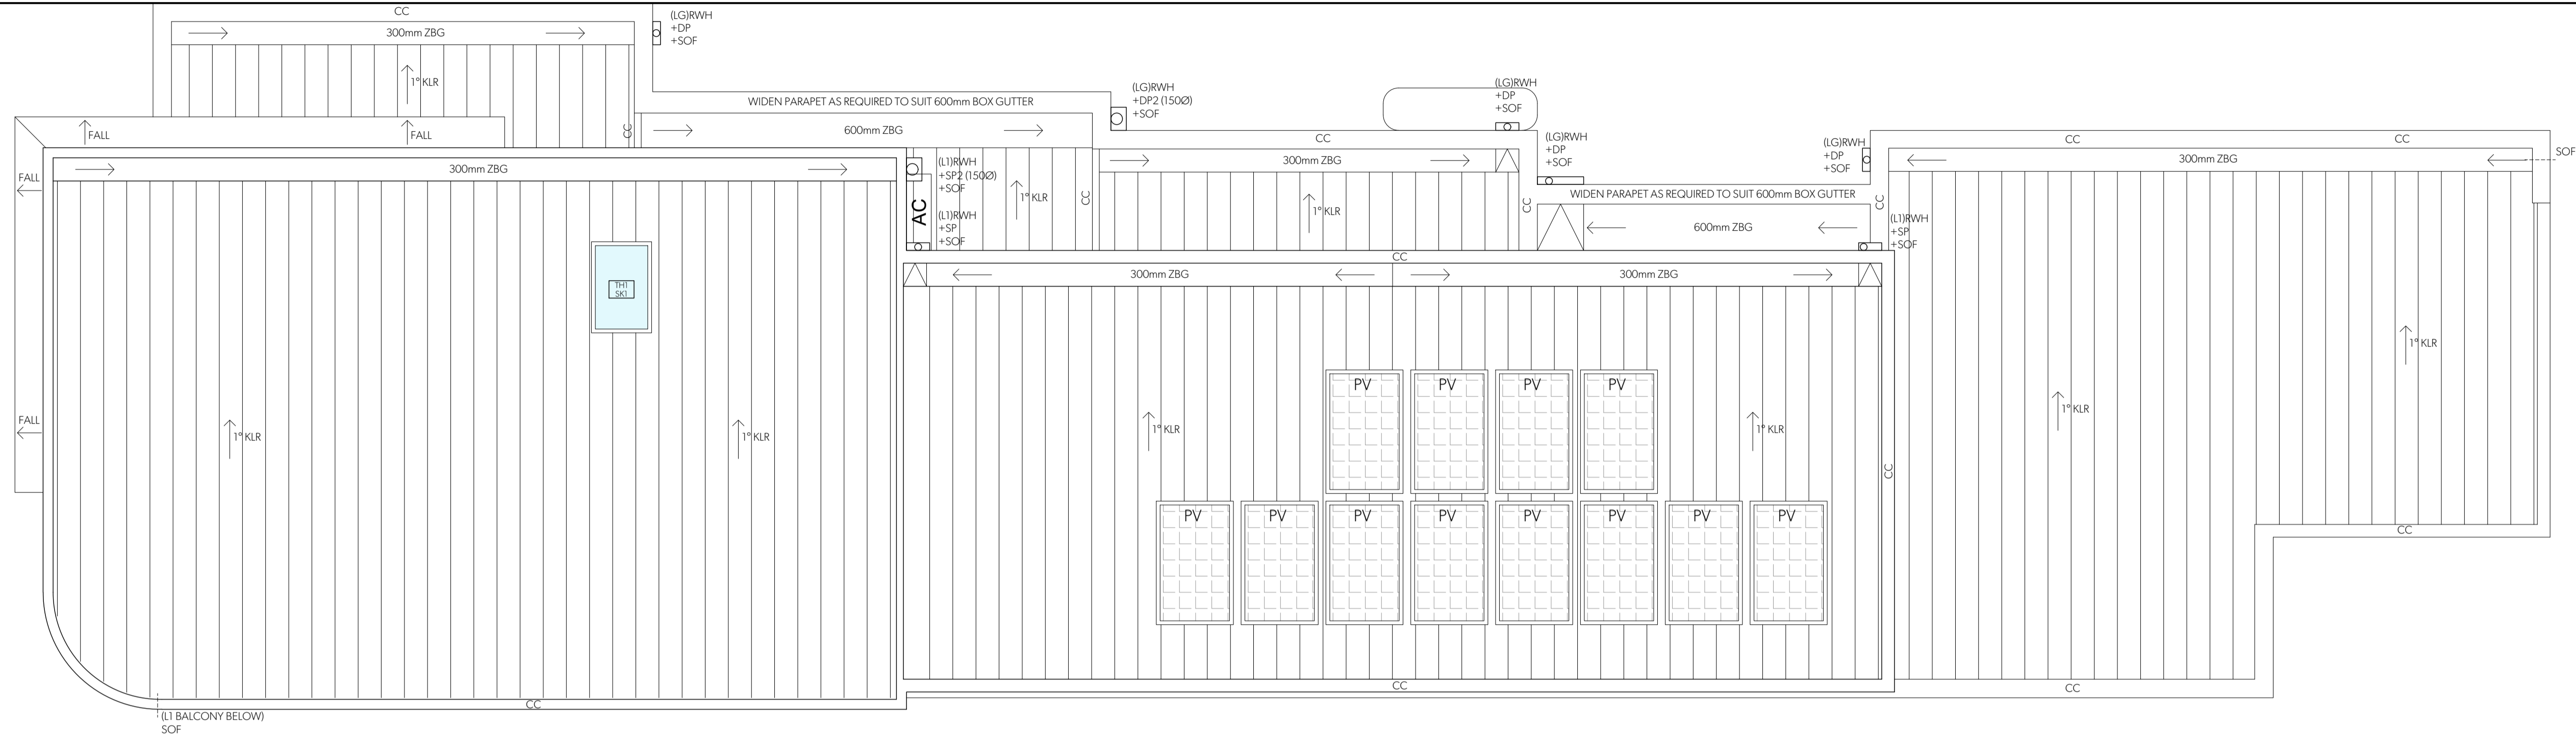 CC
300mm ZBG
(LG)RWH
+DP
+SOF
1° KLR
FALL
FALL
CC
WIDEN PARAPET AS REQUIRED TO SUIT 600mm BOX GUTTER
600mm ZBG
(LG)RWH
+DP2 (150Ø)
+SOF
(LG)RWH
+DP
+SOF
CC
300mm ZBG
(LG)RWH
+DP
+SOF
WIDEN PARAPET AS REQUIRED TO SUIT 600mm BOX GUTTER
600mm ZBG
(LG)RWH
+DP
+SOF
CC
CC
CC
300mm ZBG
SOF
FALL
300mm ZBG
(L1)RWH
+SP2 (150Ø)
+SOF
AC
(L1)RWH
+SP
+SOF
1° KLR
CC
1° KLR
CC
(L1)RWH
+SP
+SOF
CC
300mm ZBG
300mm ZBG
TH1
SK1
FALL
1° KLR
1° KLR
1° KLR
1° KLR
1° KLR
1° KLR
PV
PV
PV
PV
CC
PV
PV
PV
PV
PV
PV
PV
PV
CC
CC
CC
CC
(L1 BALCONY BELOW)
SOF